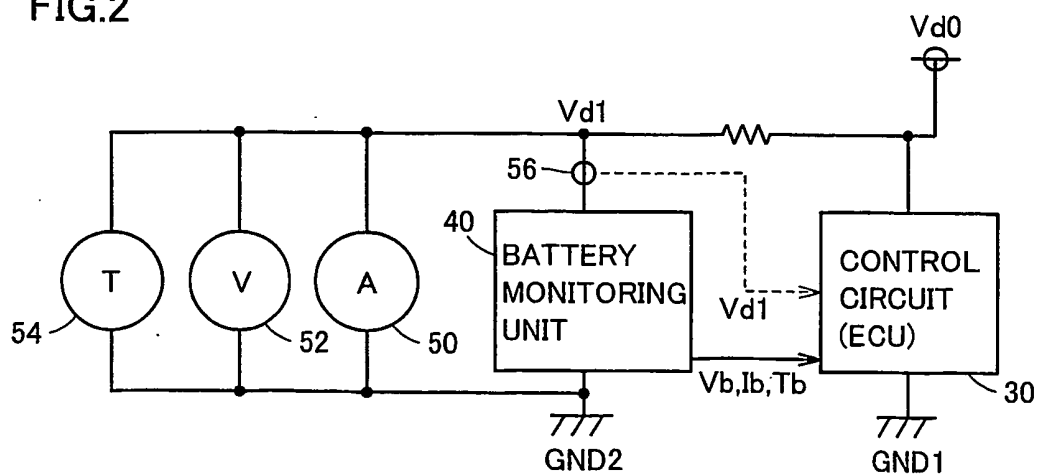 FIG.2
Vd0
Vd1
56
40
BATTERY
MONITORING
UNIT
CONTROL
CIRCUIT
(ECU)
T
V
A
54
52
50
Vd1
Vb,Ib,Tb
30
GND2
GND1